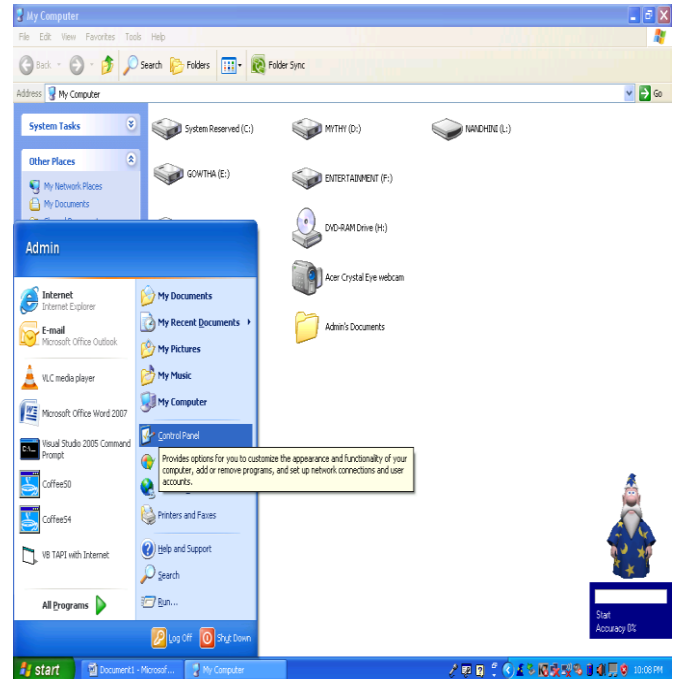 My Computer
File Edit View Favorites Tools Help
Back Search Folders Folder Sync
Address My Computer Go
System Tasks
Other Places
My Network Places
My Documents
System Reserved (C:)
MYTHY (D:)
NANDHINI (L:)
GOWTHA (E:)
ENTERTAINMENT (F:)
DVD-RAM Drive (H:)
Acer Crystal Eye webcam
Admin's Documents
Admin
Internet
Internet Explorer
E-mail
Microsoft Office Outlook
VLC media player
Microsoft Office Word 2007
Visual Studio 2005 Command
Prompt
Coffee50
Coffee54
VB TAPI with Internet
All Programs
My Documents
My Recent Documents
My Pictures
My Music
My Computer
Control Panel
Provides options for you to customize the appearance and functionality of your
computer, add or remove programs, and set up network connections and user
accounts.
Printers and Faxes
Help and Support
Search
Run...
Log Off Shut Down
Start
Accuracy 0%
start Document1 - Microsof... My Computer 10:08 PM